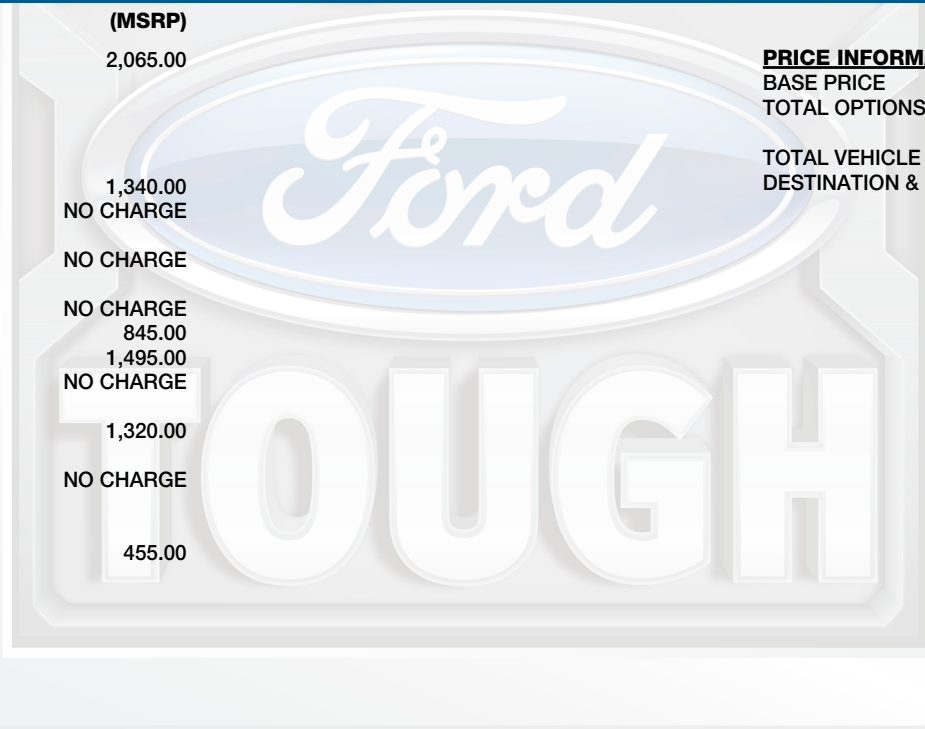 (MSRP)
2,065.00
1,340.00
NO CHARGE
NO CHARGE
NO CHARGE
845.00
1,495.00
NO CHARGE
1,320.00
NO CHARGE
455.00
PRICE INFORMA
BASE PRICE
TOTAL OPTIONS
TOTAL VEHICLE
DESTINATION &
Ford
TOUGH